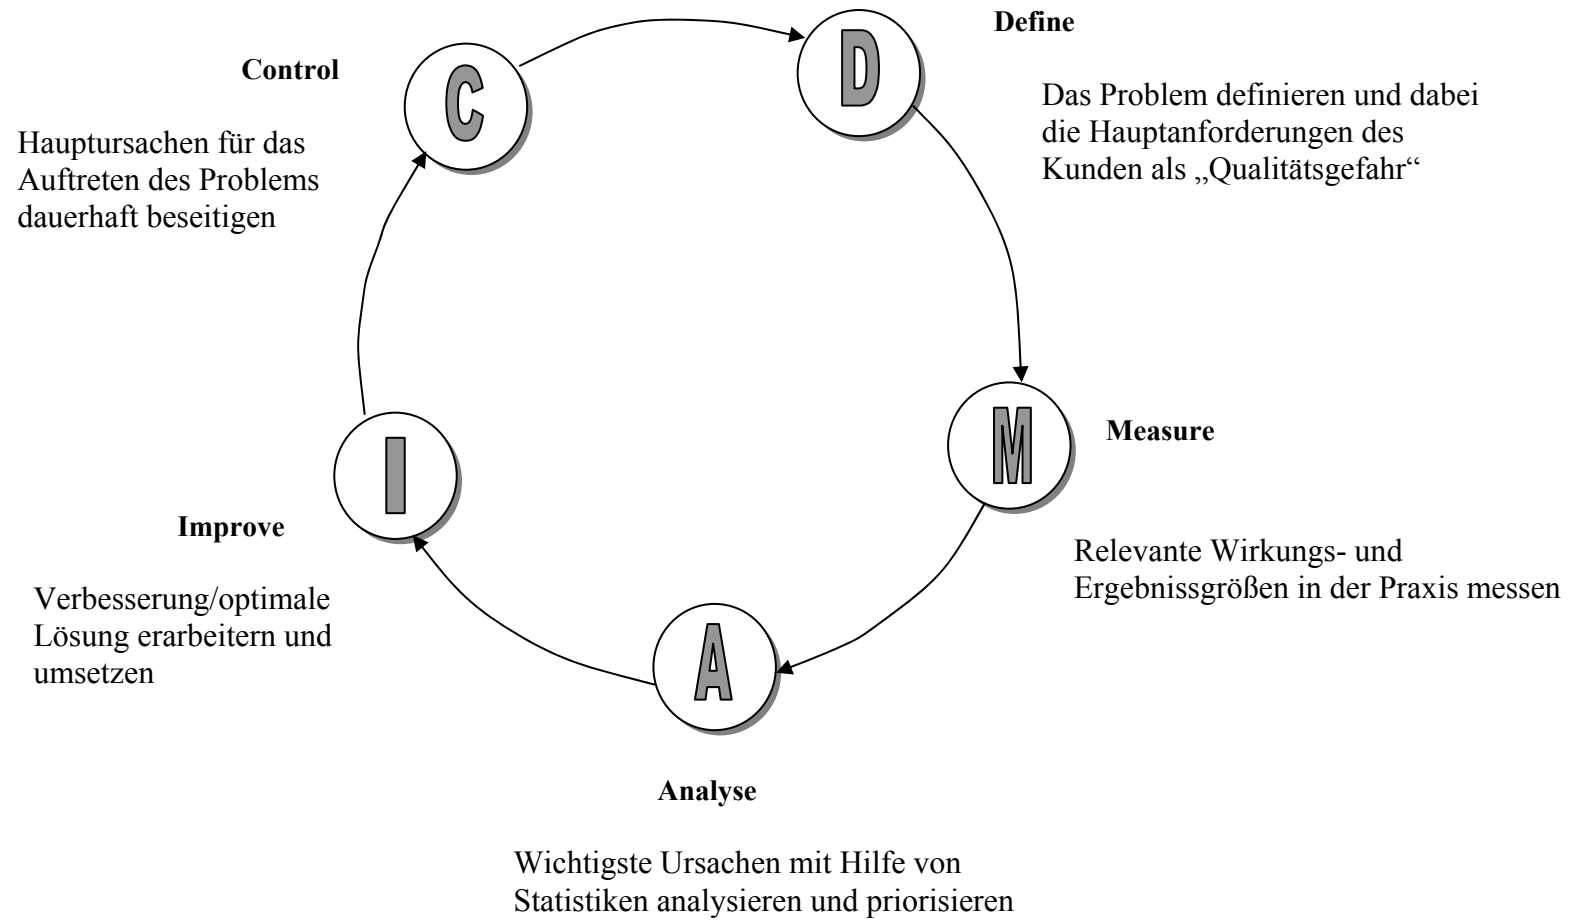 D
Define
Das Problem definieren und dabei
die Hauptanforderungen des
Kunden als „Qualitätsgefahr“
M
Measure
Relevante Wirkungs- und
Ergebnissgrößen in der Praxis messen
A
Analyse
Wichtigste Ursachen mit Hilfe von
Statistiken analysieren und priorisieren
I
Improve
Verbesserung/optimale
Lösung erarbeitern und
umsetzen
C
Control
Hauptursachen für das
Auftreten des Problems
dauerhaft beseitigen